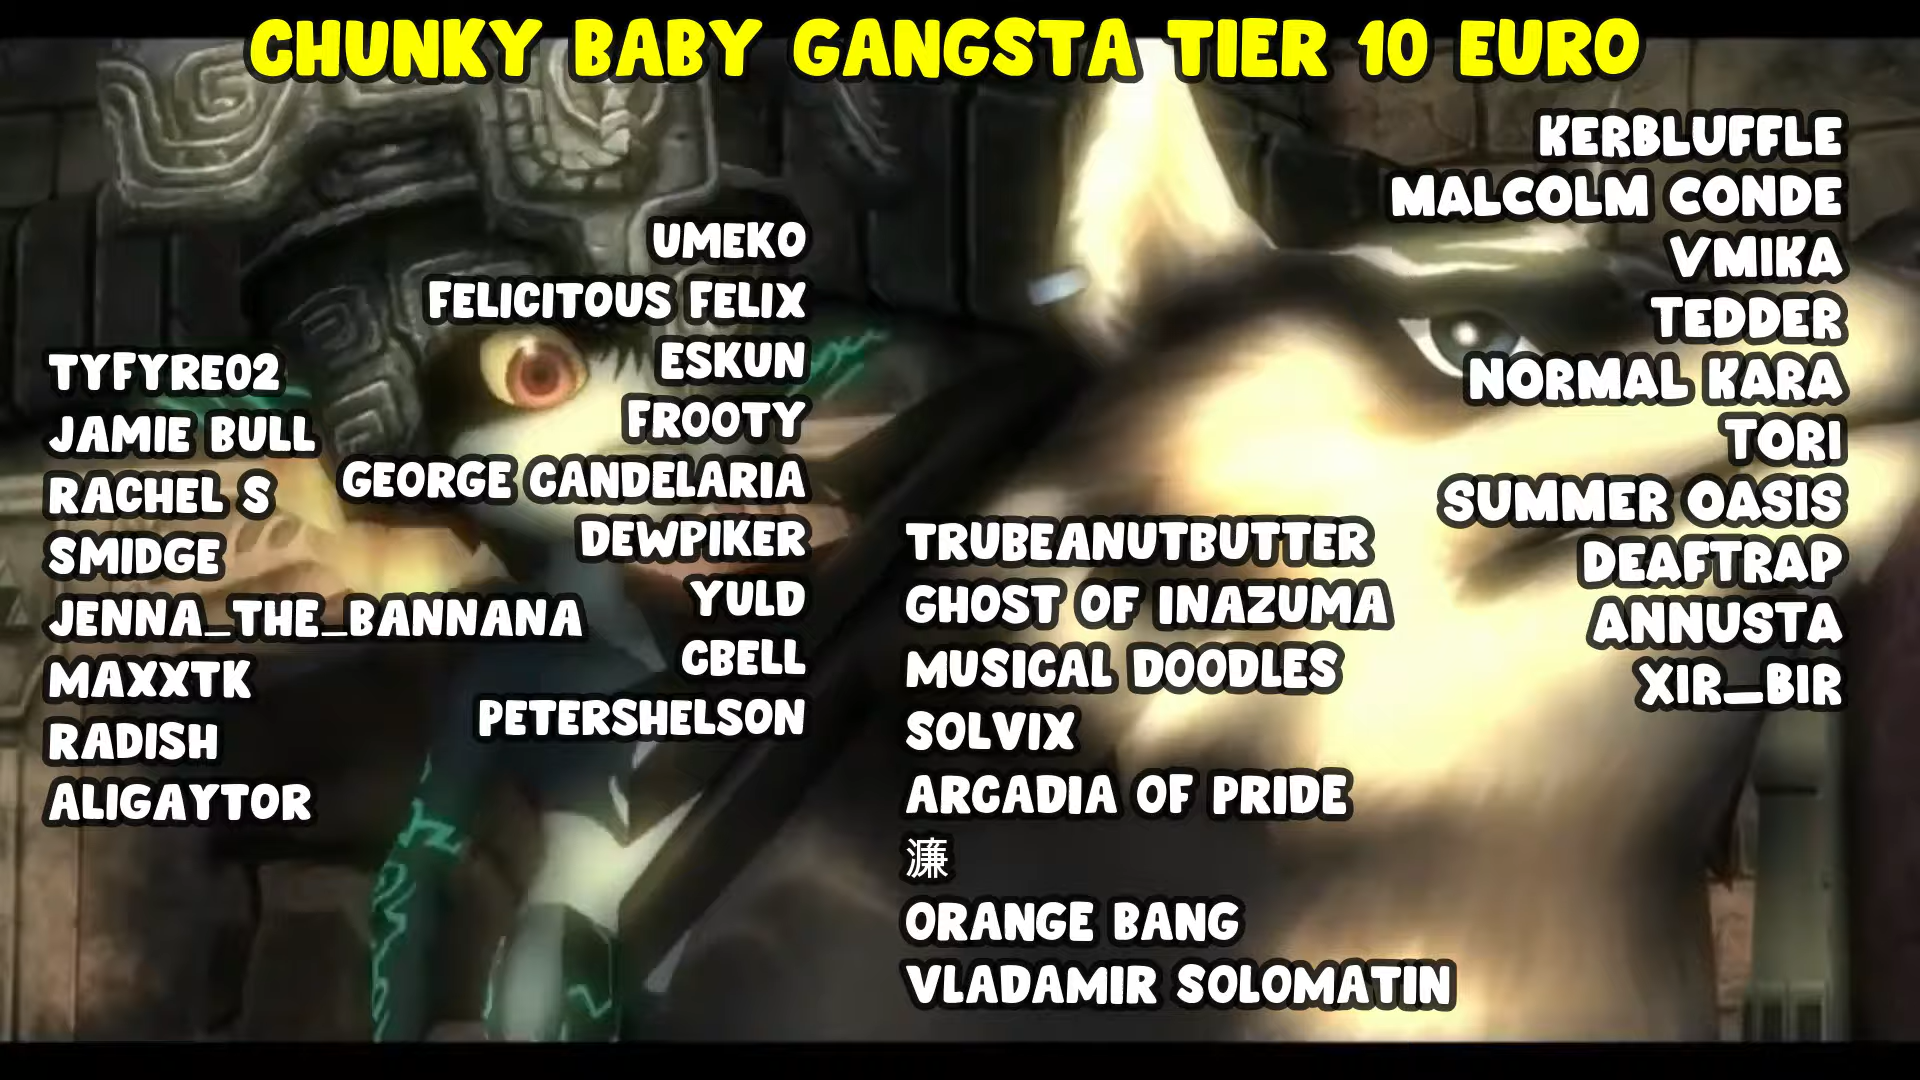 CHUNKY BABY GANGSTA TIER 10 EURO
TYFYRE02
JAMIE BULL
RACHEL S
SMIDGE
JENNA_THE_BANNANA
MAXXTK
RADISH
ALIGAYTOR
UMEKO
FELICITOUS FELIX
ESKUN
FROOTY
GEORGE CANDELARIA
DEWPIKER
YULD
CBELL
PETERSHELSON
TRUBEANUTBUTTER
GHOST OF INAZUMA
MUSICAL DOODLES
SOLVIX
ARCADIA OF PRIDE
濂
ORANGE BANG
VLADAMIR SOLOMATIN
KERBLUFFLE
MALCOLM CONDE
VMIKA
TEDDER
NORMAL KARA
TORI
SUMMER OASIS
DEAFTRAP
ANNUSTA
XIR_BIR